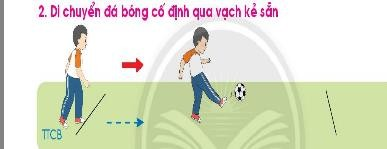 2. Di chuyển đá bóng cố định qua vạch kẻ sẵn
TTCB